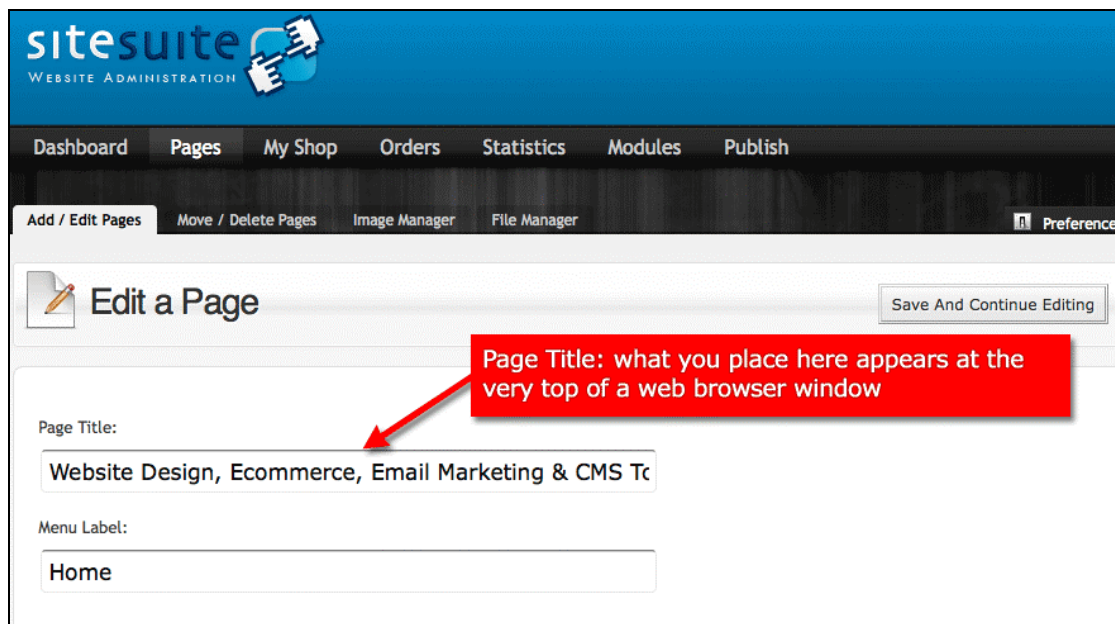 sitesuite
WEBSITE ADMINISTRATION
Dashboard Pages My Shop Orders Statistics Modules Publish
Add / Edit Pages Move / Delete Pages Image Manager File Manager Preference
Edit a Page Save And Continue Editing
Page Title: what you place here appears at the
very top of a web browser window
Page Title:
Website Design, Ecommerce, Email Marketing & CMS To
Menu Label:
Home